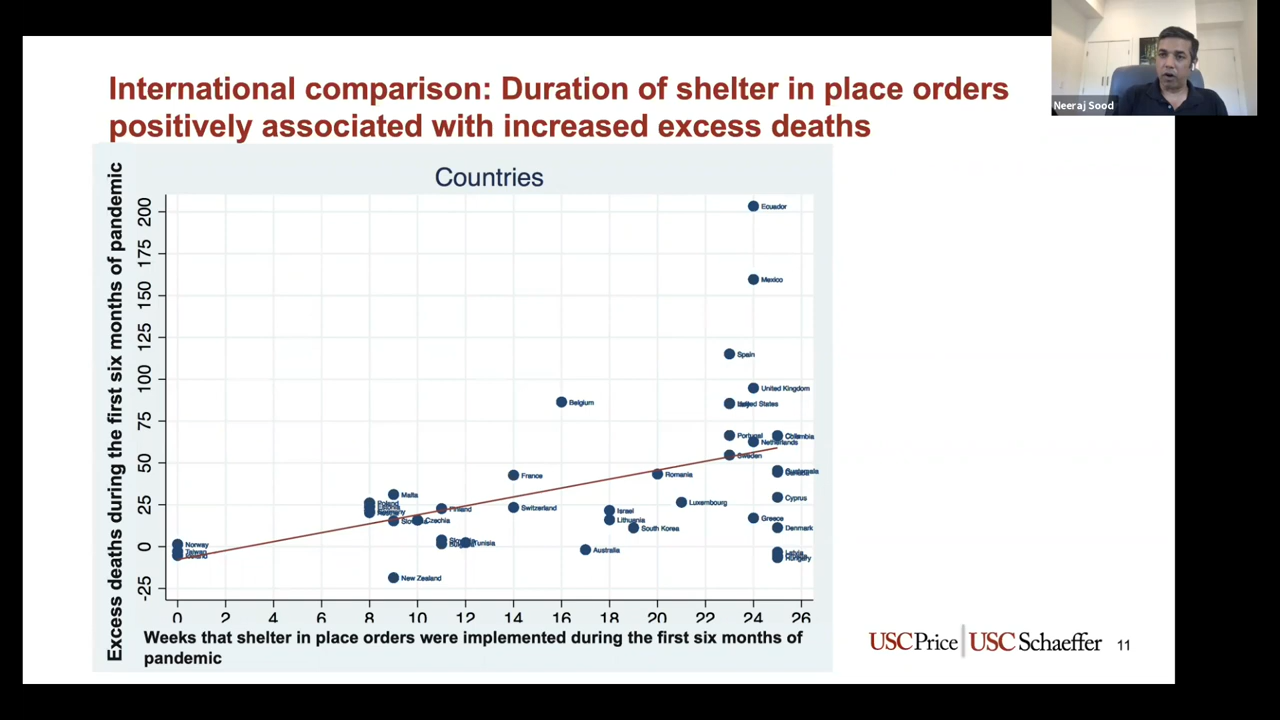 International comparison: Duration of shelter in place orders
positively associated with increased excess deaths
Neeraj Sood
Countries
Excess deaths during the first six months of pandemic
200
175
150
125
100
75
50
25
0
-25
Ecuador
Mexico
Spain
United Kingdom
United States
Belgium
Portugal
Colombia
Netherlands
Sweden
France
Romania
Guatemala
Malta
Cyprus
Poland
Luxembourg
Finland
Switzerland
Israel
Greece
Czechia
Lithuania
South Korea
Denmark
Norway
Tunisia
Taiwan
Australia
Latvia
Hungary
New Zealand
0 2 4 6 8 10 12 14 16 18 20 22 24 26
Weeks that shelter in place orders were implemented during the first six months of
pandemic
USCPrice USC Schaeffer 11